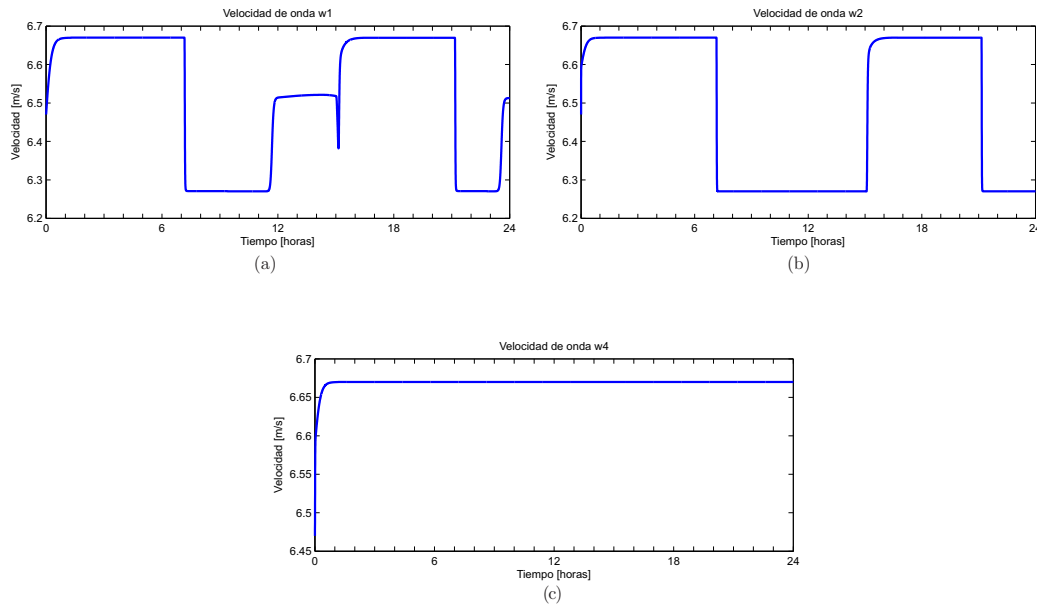 Velocidad de onda w1
6.7
6.6
6.5
6.4
6.3
6.2
Velocidad [m/s]
0 6 12 18 24
Tiempo [horas]
(a)
Velocidad de onda w2
6.7
6.6
6.5
6.4
6.3
6.2
Velocidad [m/s]
0 6 12 18 24
Tiempo [horas]
(b)
Velocidad de onda w4
6.7
6.65
6.6
6.55
6.5
6.45
Velocidad [m/s]
0 6 12 18 24
Tiempo [horas]
(c)